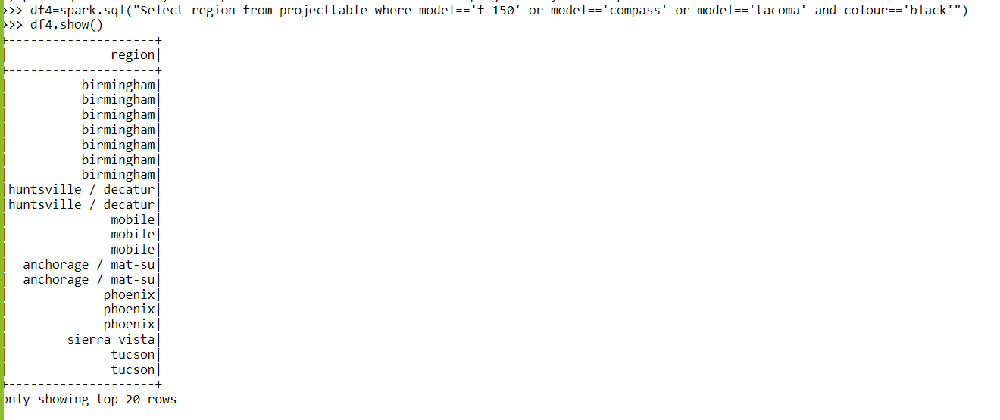 >>> df4=spark.sql("Select region from projecttable where model=='f-150' or model=='compass' or model=='tacoma' and colour=='black'")
>>> df4.show()
+--------------------+
|              region|
+--------------------+
|          birmingham|
|          birmingham|
|          birmingham|
|          birmingham|
|          birmingham|
|          birmingham|
|          birmingham|
|huntsville / decatur|
|huntsville / decatur|
|              mobile|
|              mobile|
|              mobile|
|  anchorage / mat-su|
|  anchorage / mat-su|
|             phoenix|
|             phoenix|
|             phoenix|
|        sierra vista|
|              tucson|
|              tucson|
+--------------------+
only showing top 20 rows